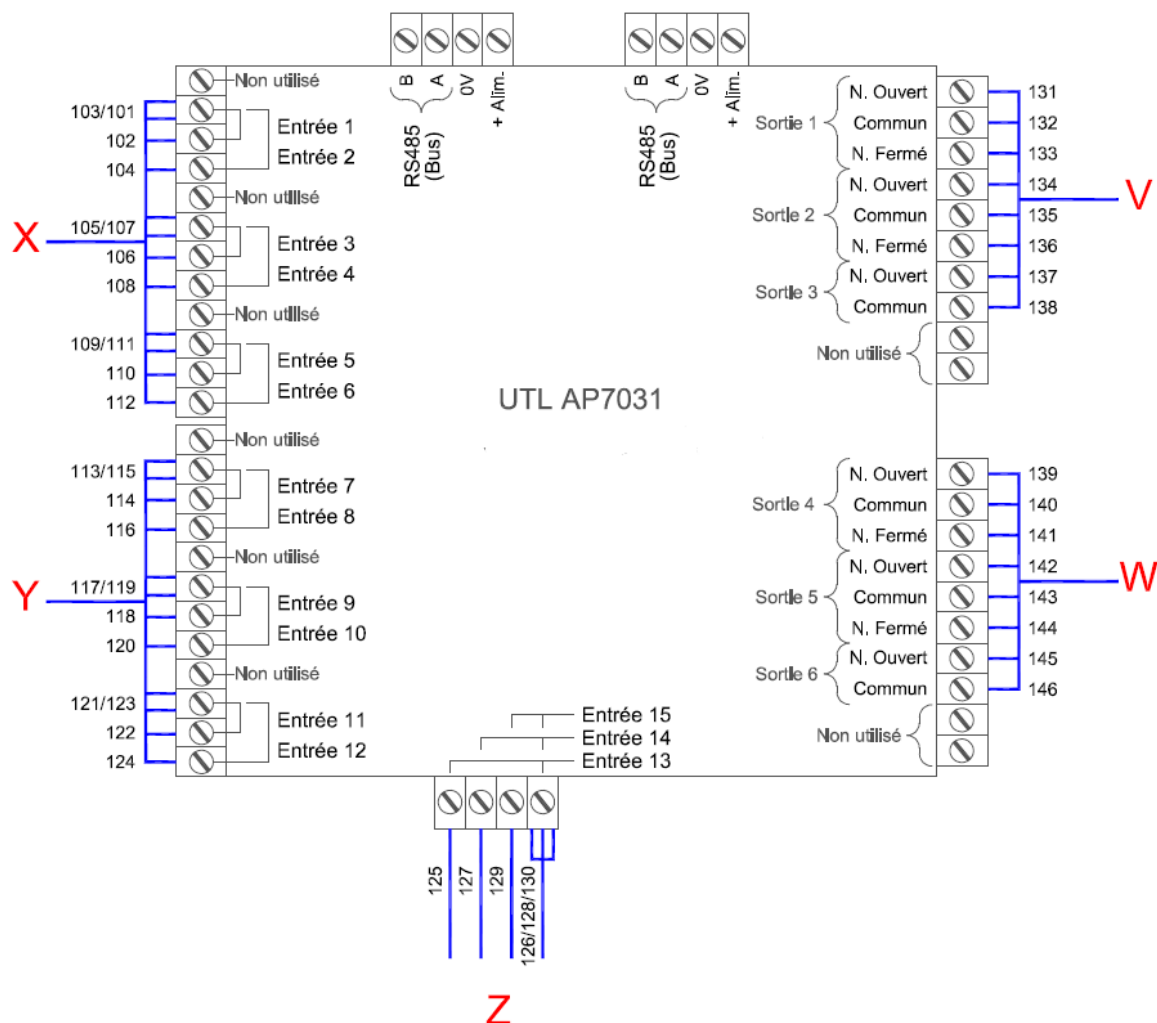 B
A
0V
+ Alim.
RS485
(Bus)
B
A
0V
+ Alim.
RS485
(Bus)
Non utilisé
103/101
Entrée 1
102
Entrée 2
104
Non utilisé
105/107
Entrée 3
106
Entrée 4
108
Non utilisé
109/111
Entrée 5
110
Entrée 6
112
X
Non utilisé
113/115
Entrée 7
114
Entrée 8
116
Non utilisé
117/119
Entrée 9
118
Entrée 10
120
Non utilisé
121/123
Entrée 11
122
Entrée 12
124
Y
UTL AP7031
Sortie 1
N. Ouvert 131
Commun 132
N. Fermé 133
Sortie 2
N. Ouvert 134
Commun 135
N. Fermé 136
Sortie 3
N. Ouvert 137
Commun 138
Non utilisé
V
Sortie 4
N. Ouvert 139
Commun 140
N. Fermé 141
Sortie 5
N. Ouvert 142
Commun 143
N. Fermé 144
Sortie 6
N. Ouvert 145
Commun 146
Non utilisé
W
Entrée 15
Entrée 14
Entrée 13
125
127
129
126/128/130
Z